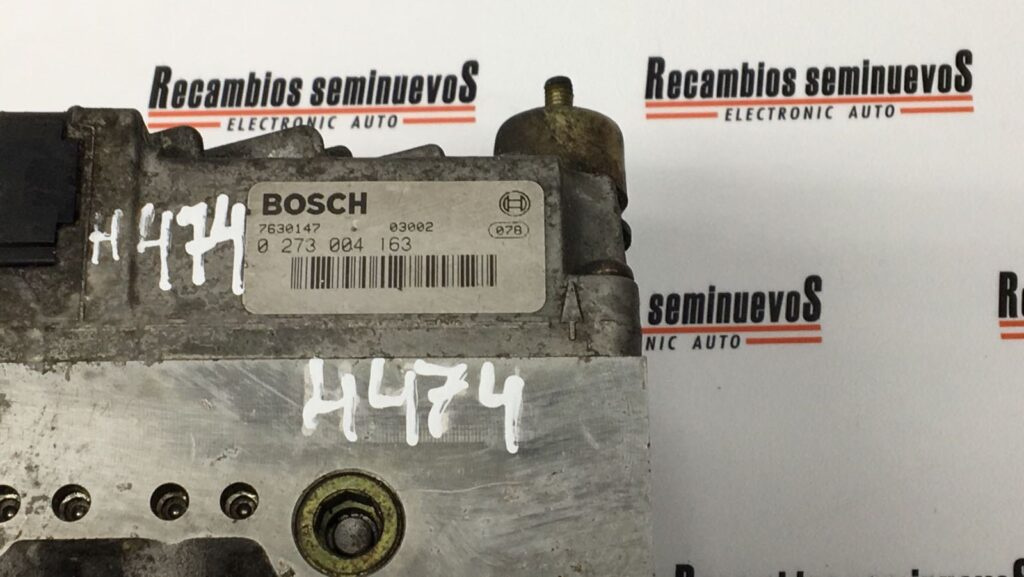 Recambios seminuevoS
ELECTRONIC AUTO
Recambios seminuevoS
ELECTRONIC AUTO
H474
BOSCH
7630147 03002 078
0 273 004 163
seminuevoS
NIC AUTO
H474